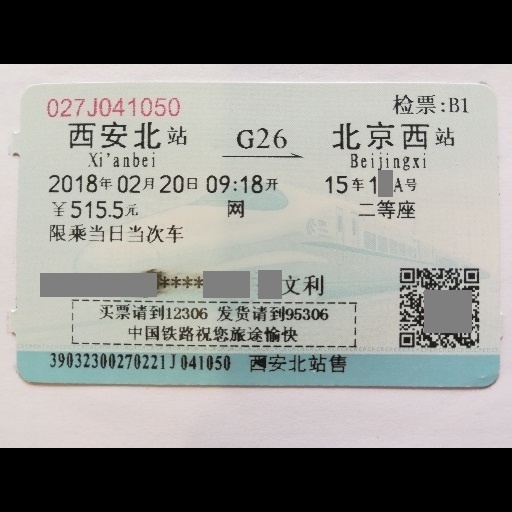 027J041050 检票:B1
西安北站 G26 北京西站
Xi'anbei Beijingxi
2018年02月20日09:18开 15车1 A号
￥515.5元 网 二等座
限乘当日当次车
**** 文利
买票请到12306 发货请到95306
中国铁路祝您旅途愉快
39032300270221J041050 西安北站售